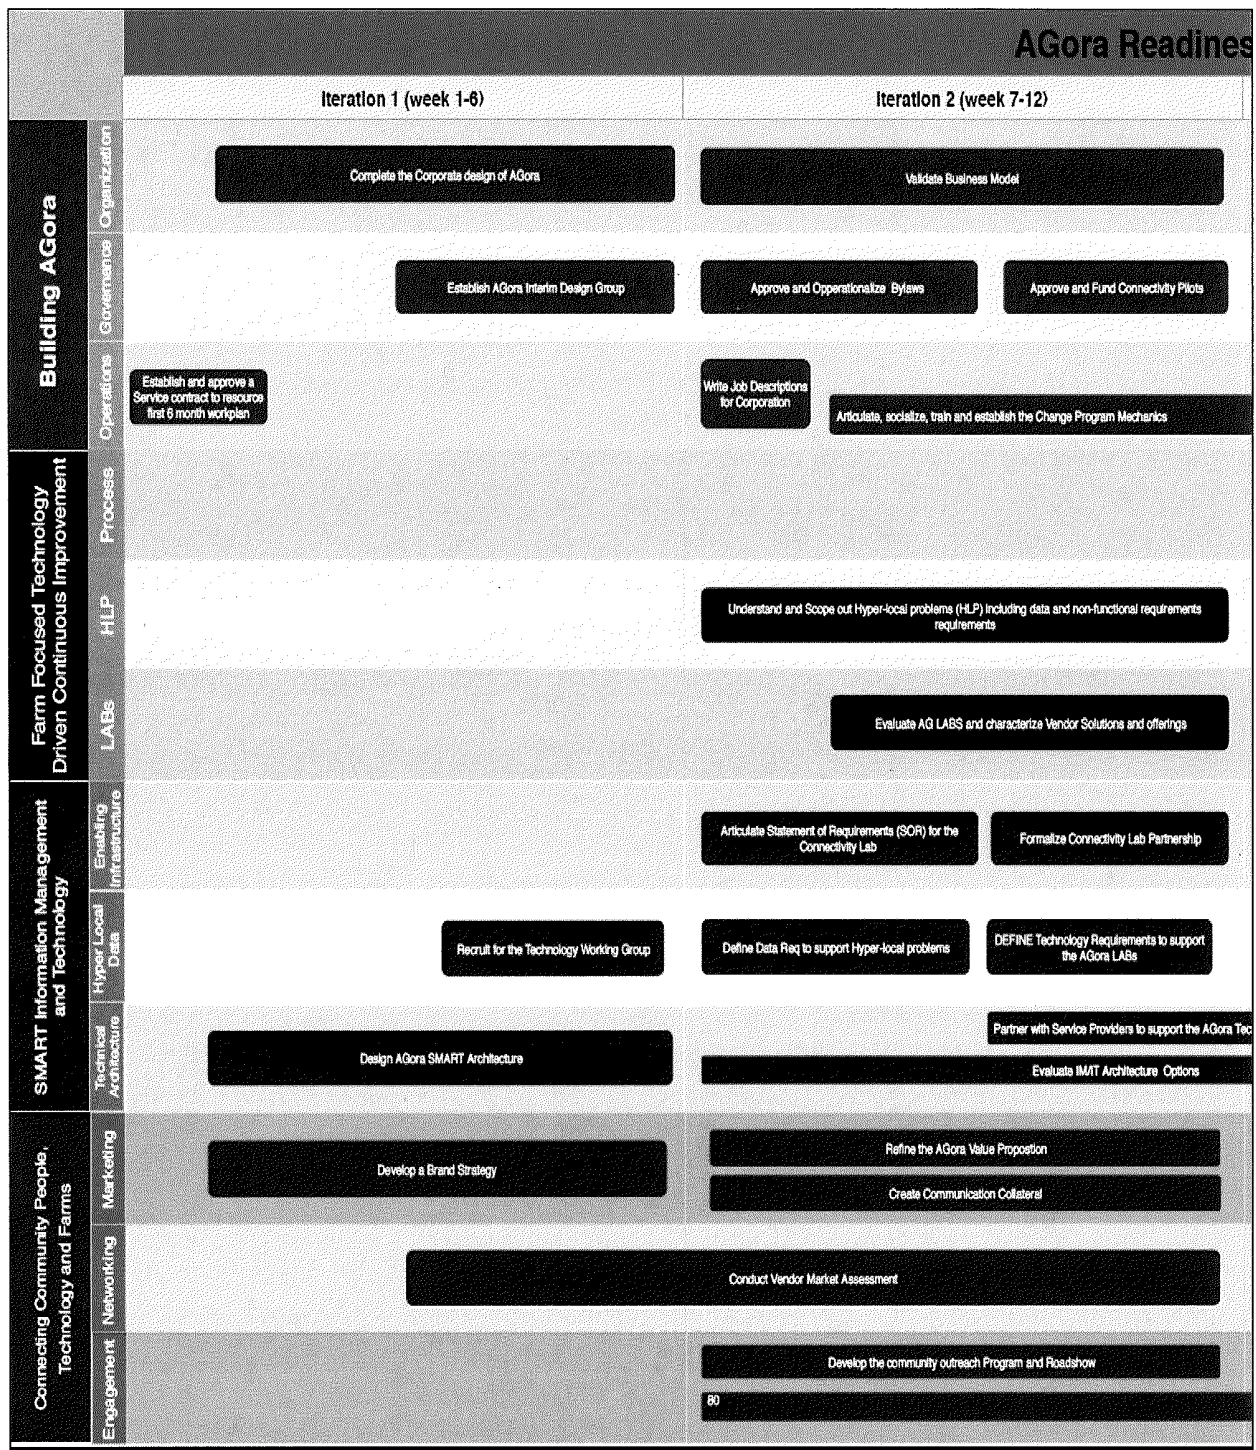 AGora Readines
Iteration 1 (week 1-6)
Iteration 2 (week 7-12)
Building AGora
Organization
Complete the Corporate design of AGora
Validate Business Model
Governance
Establish AGora Interim Design Group
Approve and Opperationalize Bylaws
Approve and Fund Connectivity Pilots
Operations
Establish and approve a
Service contract to resource
first 6 month workplan
Write Job Descriptions
for Corporation
Articulate, socialize, train and establish the Change Program Mechanics
Farm Focused Technology
Driven Continuous Improvement
Process
HLP
Understand and Scope out Hyper-local problems (HLP) including data and non-functional requirements
requirements
LABs
Evaluate AG LABS and characterize Vendor Solutions and offerings
SMART Information Management
and Technology
Enabling
Infrastructure
Articulate Statement of Requirements (SOR) for the
Connectivity Lab
Formalize Connectivity Lab Partnership
Hyper Local
Data
Recruit for the Technology Working Group
Define Data Req to support Hyper-local problems
DEFINE Technology Requirements to support
the AGora LABs
Technical
Architecture
Design AGora SMART Architecture
Partner with Service Providers to support the AGora Tec
Evaluate IM/IT Architecture Options
Connecting Community People,
Technology and Farms
Marketing
Develop a Brand Strategy
Refine the AGora Value Propostion
Create Communication Collateral
Networking
Conduct Vendor Market Assessment
Engagement
Develop the community outreach Program and Roadshow
80